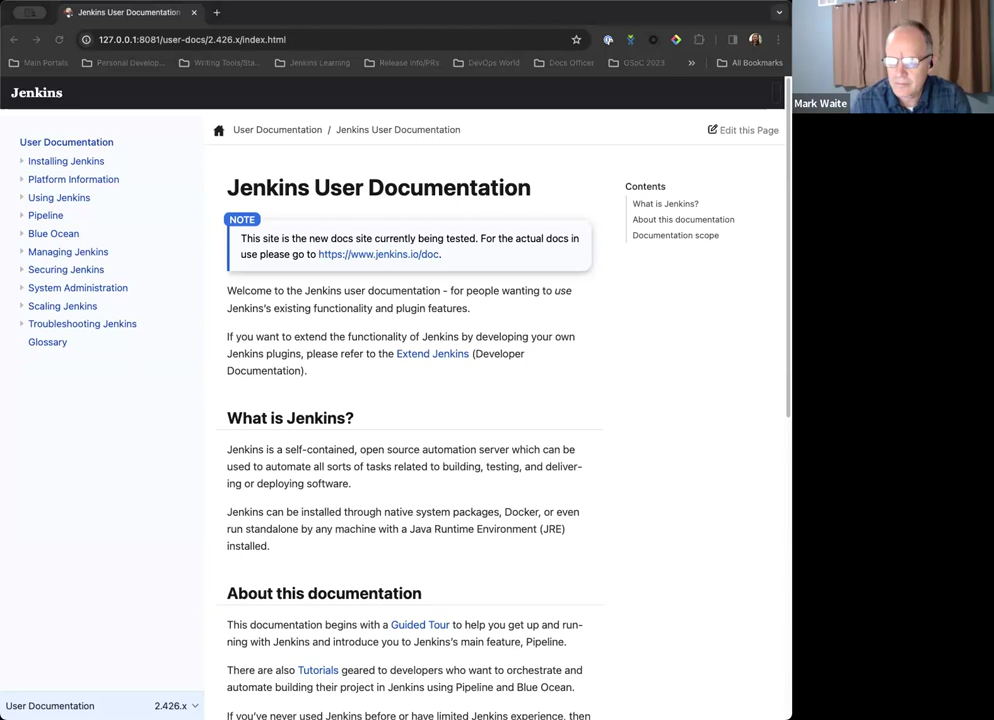 Jenkins User Documentation
127.0.0.1:8081/user-docs/2.426.x/index.html
Main Portals
Personal Develop...
Writing Tools/Sta...
Jenkins Learning
Release Info/PRs
DevOps World
Docs Officer
GSoC 2023
»
All Bookmarks
Jenkins
Mark Waite
User Documentation / Jenkins User Documentation
Edit this Page
User Documentation
Installing Jenkins
Platform Information
Using Jenkins
Pipeline
Blue Ocean
Managing Jenkins
Securing Jenkins
System Administration
Scaling Jenkins
Troubleshooting Jenkins
Glossary
Jenkins User Documentation
NOTE
This site is the new docs site currently being tested. For the actual docs in
use please go to https://www.jenkins.io/doc.
Welcome to the Jenkins user documentation - for people wanting to use
Jenkins's existing functionality and plugin features.
If you want to extend the functionality of Jenkins by developing your own
Jenkins plugins, please refer to the Extend Jenkins (Developer
Documentation).
What is Jenkins?
Jenkins is a self-contained, open source automation server which can be
used to automate all sorts of tasks related to building, testing, and deliver-
ing or deploying software.
Jenkins can be installed through native system packages, Docker, or even
run standalone by any machine with a Java Runtime Environment (JRE)
installed.
About this documentation
This documentation begins with a Guided Tour to help you get up and run-
ning with Jenkins and introduce you to Jenkins's main feature, Pipeline.
There are also Tutorials geared to developers who want to orchestrate and
automate building their project in Jenkins using Pipeline and Blue Ocean.
If you've never used Jenkins before or have limited Jenkins experience, then
Contents
What is Jenkins?
About this documentation
Documentation scope
User Documentation
2.426.x